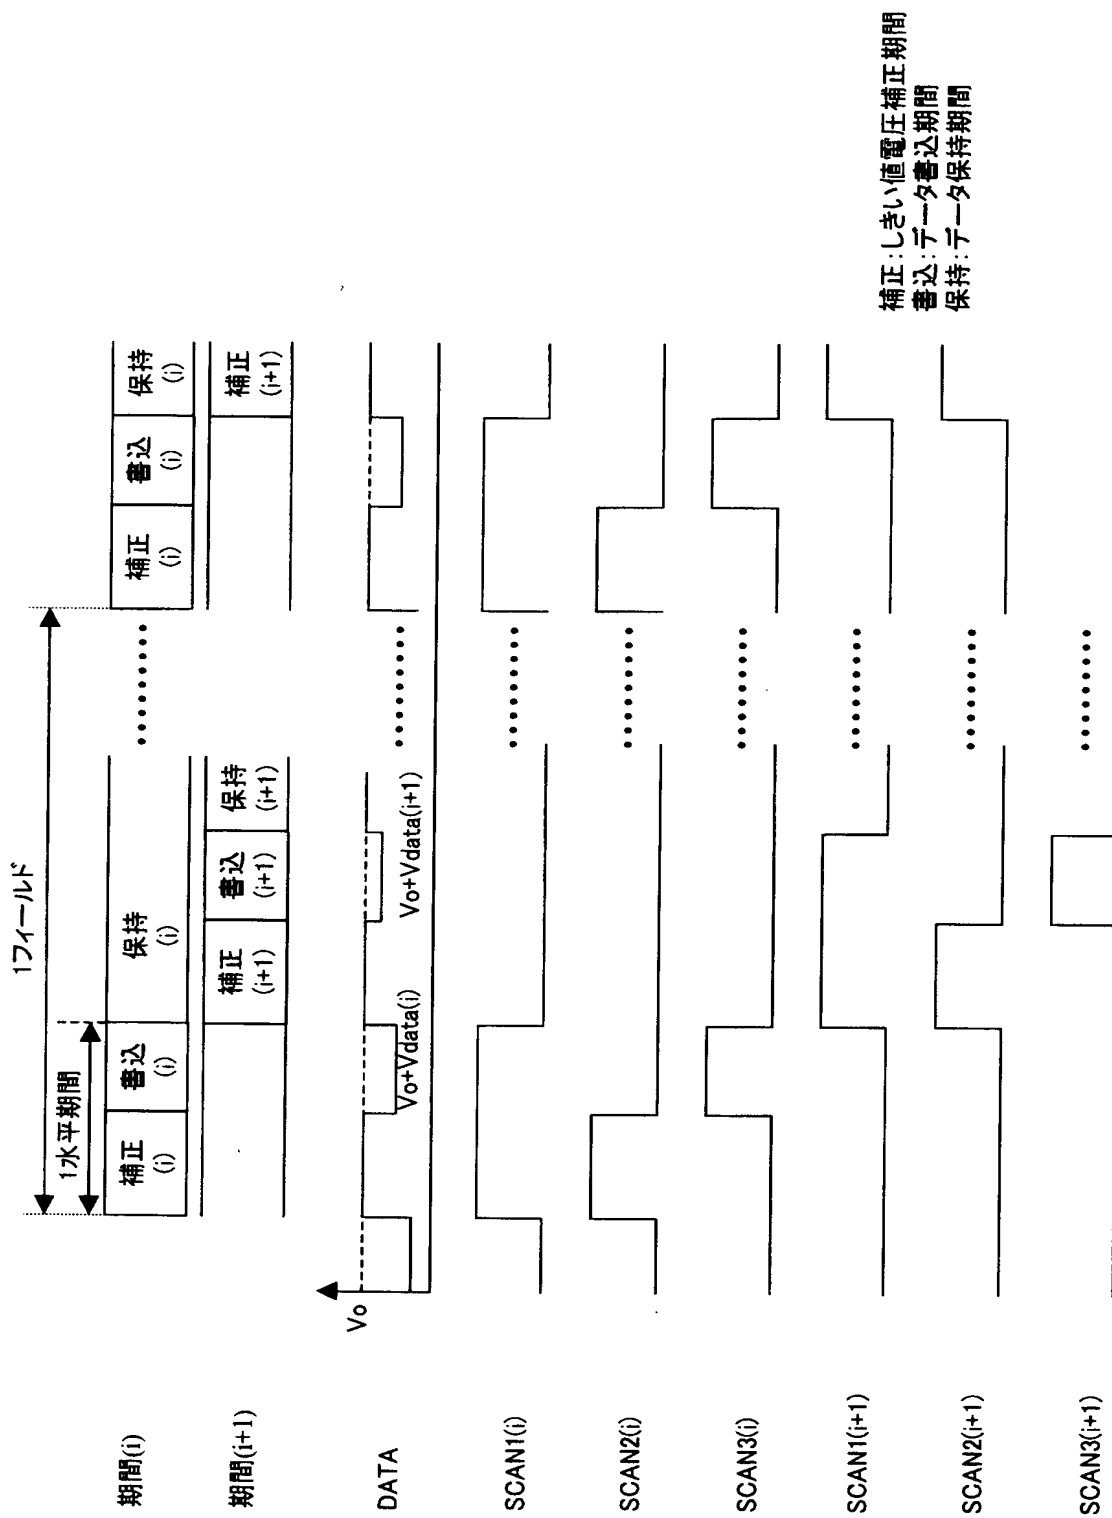 1フィールド
1水平期間
期間(i)
補正
(i)
書込
(i)
保持
(i)
………
補正
(i)
書込
(i)
保持
(i)
期間(i+1)
補正
(i+1)
書込
(i+1)
保持
(i+1)
補正
(i+1)
DATA
Vo
Vo+Vdata(i)
Vo+Vdata(i+1)
SCAN1(i)
SCAN2(i)
SCAN3(i)
SCAN1(i+1)
SCAN2(i+1)
SCAN3(i+1)
補正:しきい値電圧補正期間
書込:データ書込期間
保持:データ保持期間